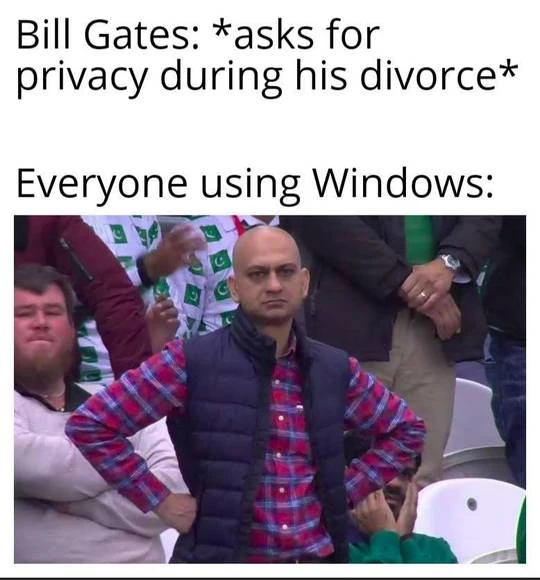 Bill Gates: *asks for
privacy during his divorce*
Everyone using Windows: